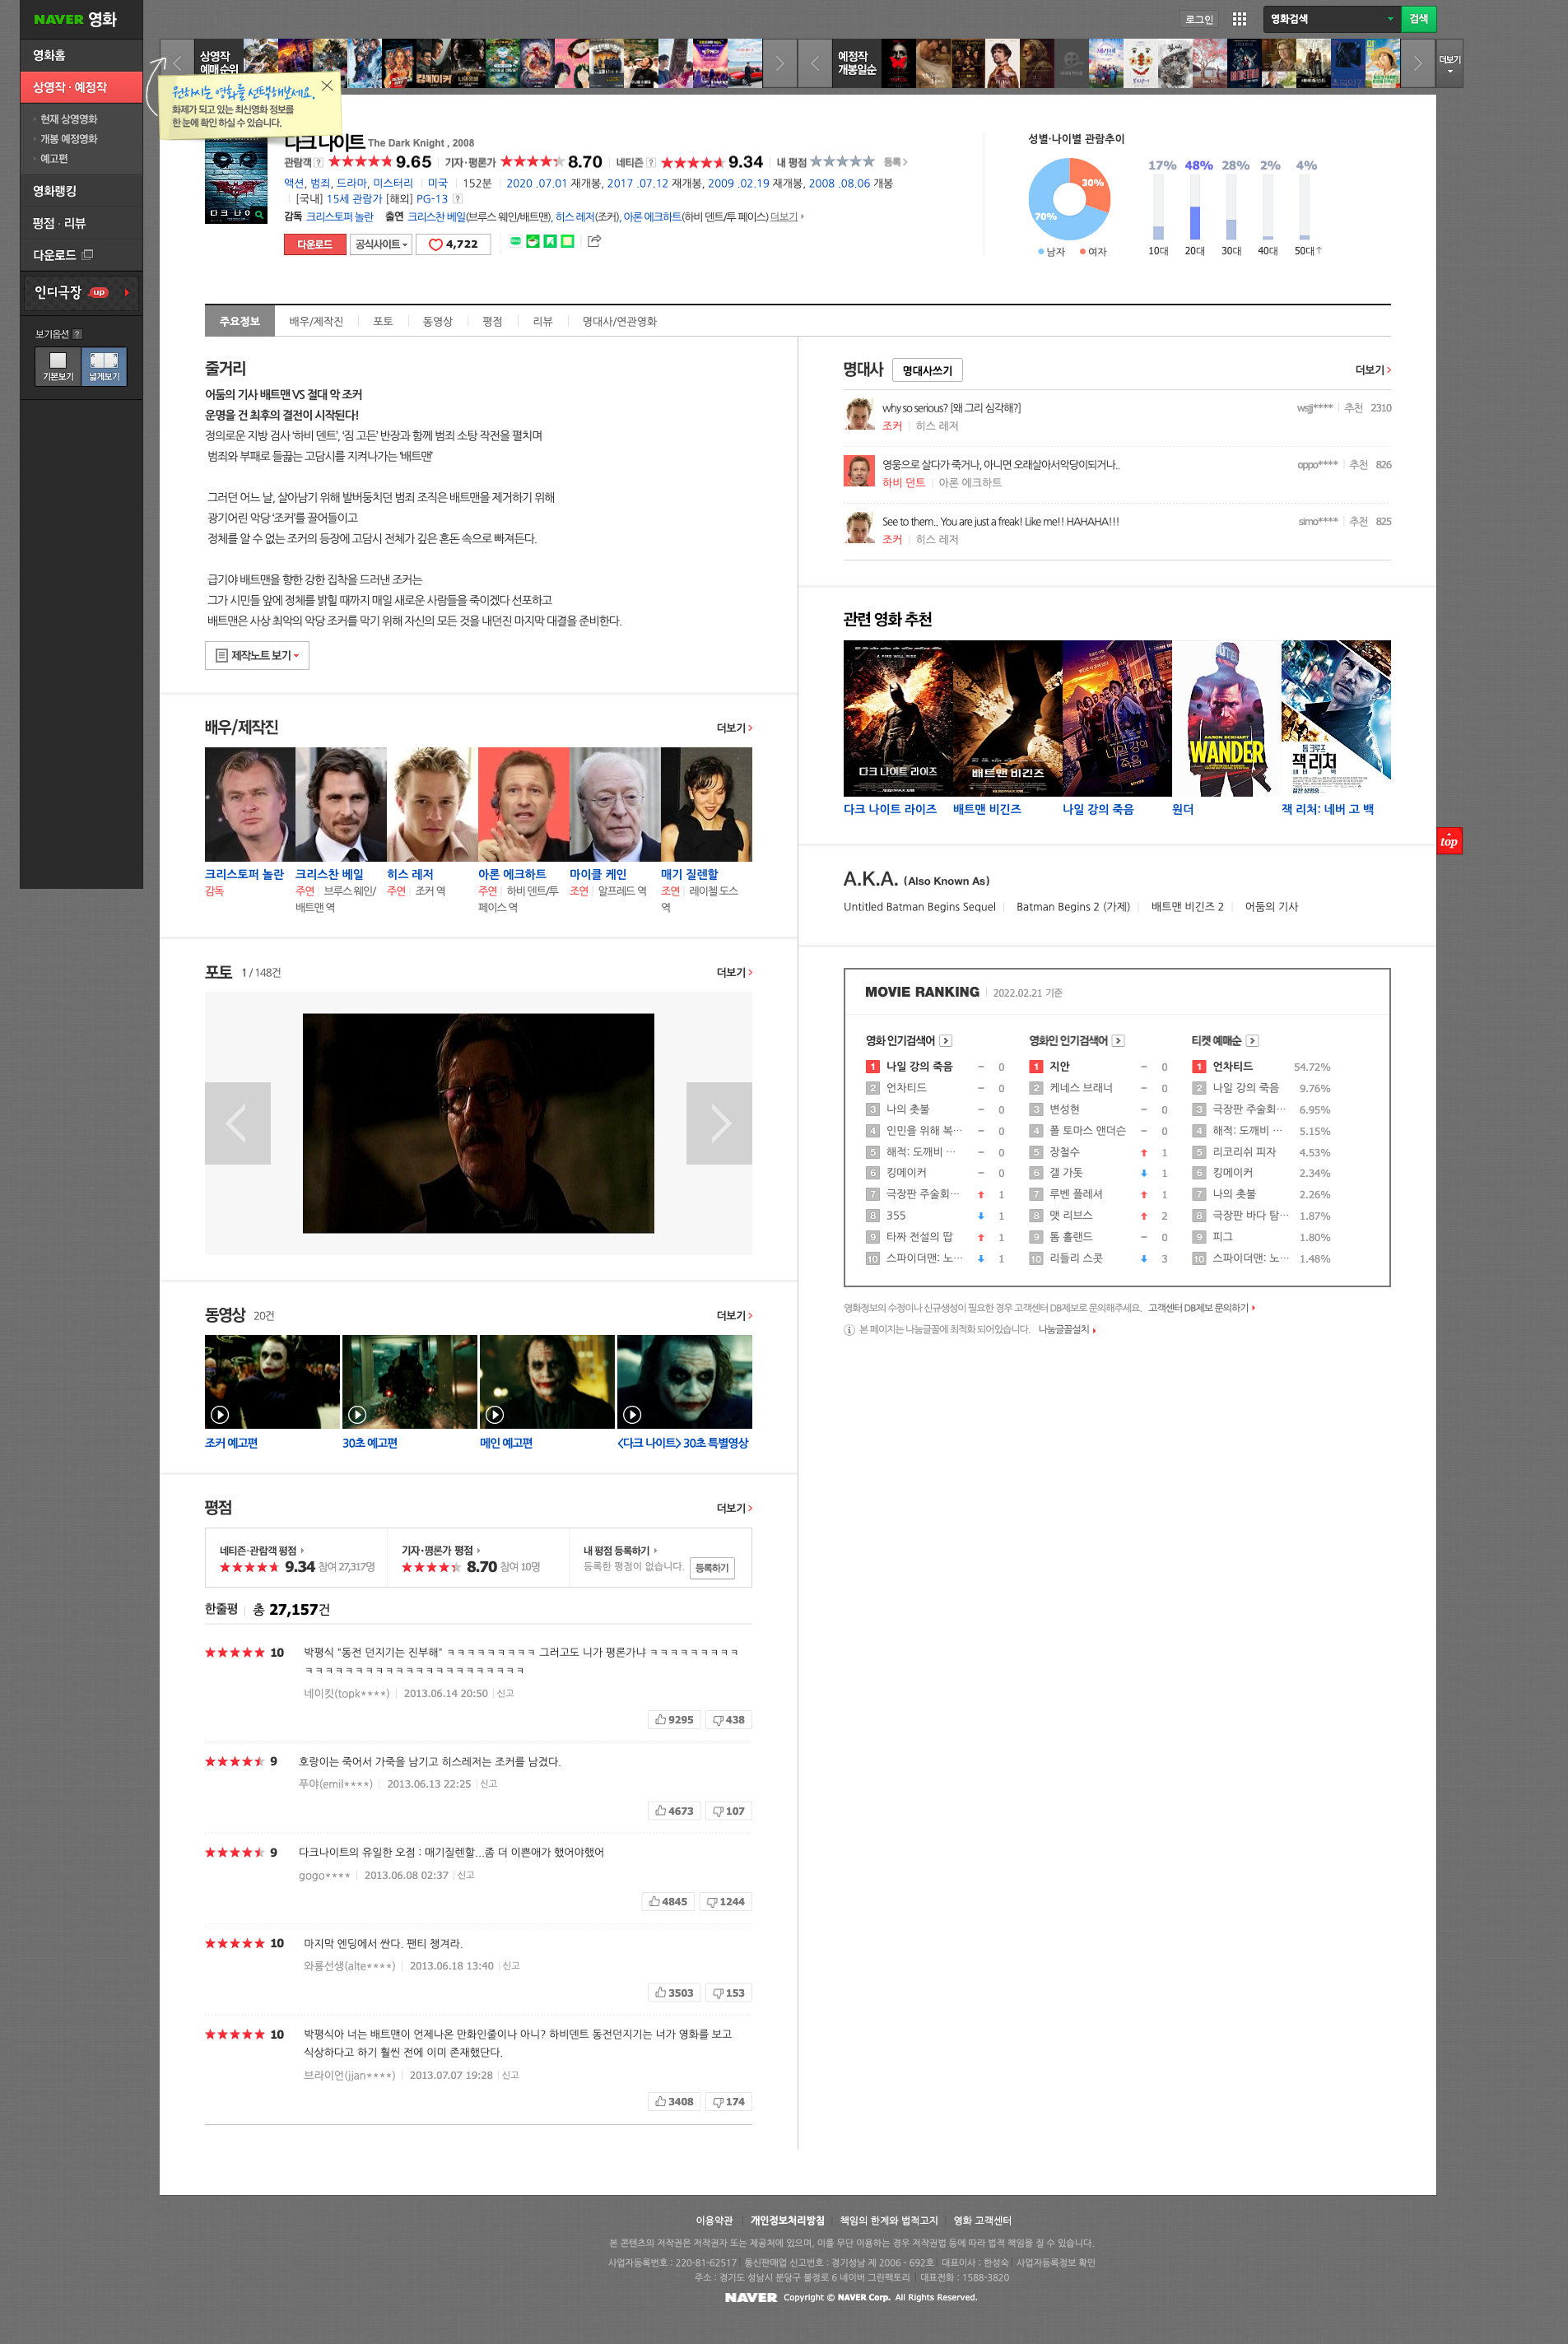 NAVER 영화
로그인
영화검색
검색
영화홈
상영작 · 예정작
현재 상영영화
개봉 예정영화
예고편
영화랭킹
평점 · 리뷰
다운로드
인디극장 up
보기옵션 ?
기본보기 넓게보기
상영작
예매순위
예정작
개봉일순
더보기
원하시는 영화를 선택해보세요.
화제가 되고 있는 최신영화 정보를
한 눈에 확인 하실 수 있습니다.
다크 나이트 The Dark Knight , 2008
관람객 ? 9.65 기자·평론가 8.70 네티즌 ? 9.34 내 평점 등록
액션, 범죄, 드라마, 미스터리 미국 152분 2020 .07.01 재개봉, 2017 .07.12 재개봉, 2009 .02.19 재개봉, 2008 .08.06 개봉
[국내] 15세 관람가 [해외] PG-13 ?
감독 크리스토퍼 놀란 출연 크리스찬 베일(브루스 웨인/배트맨), 히스 레저(조커), 아론 에크하트(하비 덴트/투 페이스) 더보기
다운로드 공식사이트 4,722
성별·나이별 관람추이
30%
70%
남자 여자
17% 48% 28% 2% 4%
10대 20대 30대 40대 50대↑
주요정보 배우/제작진 포토 동영상 평점 리뷰 명대사/연관영화
줄거리
어둠의 기사 배트맨 VS 절대 악 조커
운명을 건 최후의 결전이 시작된다!
정의로운 지방 검사 ‘하비 덴트’, ‘짐 고든’ 반장과 함께 범죄 소탕 작전을 펼치며
범죄와 부패로 들끓는 고담시를 지켜나가는 ‘배트맨’
그러던 어느 날, 살아남기 위해 발버둥치던 범죄 조직은 배트맨을 제거하기 위해
광기어린 악당 ‘조커’를 끌어들이고
정체를 알 수 없는 조커의 등장에 고담시 전체가 깊은 혼돈 속으로 빠져든다.
급기야 배트맨을 향한 강한 집착을 드러낸 조커는
그가 시민들 앞에 정체를 밝힐 때까지 매일 새로운 사람들을 죽이겠다 선포하고
배트맨은 사상 최악의 악당 조커를 막기 위해 자신의 모든 것을 내던진 마지막 대결을 준비한다.
제작노트 보기
배우/제작진 더보기
크리스토퍼 놀란
감독
크리스찬 베일
주연 브루스 웨인/
배트맨 역
히스 레저
주연 조커 역
아론 에크하트
주연 하비 덴트/투
페이스 역
마이클 케인
조연 알프레드 역
매기 질렌할
조연 레이첼 도스
역
포토 1 / 148건 더보기
동영상 20건 더보기
조커 예고편
30초 예고편
메인 예고편
<다크 나이트> 30초 특별영상
평점 더보기
네티즌·관람객 평점
9.34 참여 27,317명
기자·평론가 평점
8.70 참여 10명
내 평점 등록하기
등록한 평점이 없습니다. 등록하기
한줄평 총 27,157건
10 박평식 "동전 던지기는 진부해" ㅋㅋㅋㅋㅋㅋㅋㅋㅋ 그러고도 니가 평론가냐 ㅋㅋㅋㅋㅋㅋㅋㅋㅋ
ㅋㅋㅋㅋㅋㅋㅋㅋㅋㅋㅋㅋㅋㅋㅋㅋㅋㅋㅋㅋㅋㅋ
네이킷(topk****) 2013.06.14 20:50 신고
9295 438
9 호랑이는 죽어서 가죽을 남기고 히스레저는 조커를 남겼다.
푸야(emil****) 2013.06.13 22:25 신고
4673 107
9 다크나이트의 유일한 오점 : 매기질렌할...좀 더 이쁜애가 했어야했어
gogo**** 2013.06.08 02:37 신고
4845 1244
10 마지막 엔딩에서 싼다. 팬티 챙겨라.
와룡선생(alte****) 2013.06.18 13:40 신고
3503 153
10 박평식아 너는 배트맨이 언제나온 만화인줄이나 아니? 하비덴트 동전던지기는 너가 영화를 보고
식상하다고 하기 훨씬 전에 이미 존재했단다.
브라이언(jjan****) 2013.07.07 19:28 신고
3408 174
명대사 명대사쓰기 더보기
why so serious? [왜 그리 심각해?] wsjj**** 추천 2310
조커 히스 레저
영웅으로 살다가 죽거나, 아니면 오래살아서악당이되거나.. oppo**** 추천 826
하비 던트 아론 에크하트
See to them.. You are just a freak! Like me!! HAHAHA!!! simo**** 추천 825
조커 히스 레저
관련 영화 추천
다크 나이트 라이즈
배트맨 비긴즈
나일 강의 죽음
AARON ECKHART
WANDER
톰 크루즈
잭 리처
네버 고 백
다크 나이트 라이즈 배트맨 비긴즈 나일 강의 죽음 원더 잭 리처: 네버 고 백
top
A.K.A. (Also Known As)
Untitled Batman Begins Sequel Batman Begins 2 (가제) 배트맨 비긴즈 2 어둠의 기사
MOVIE RANKING 2022.02.21 기준
영화 인기검색어
1 나일 강의 죽음 0
2 언차티드 0
3 나의 촛불 0
4 인민을 위해 복… 0
5 해적: 도깨비 … 0
6 킹메이커 0
7 극장판 주술회… 1
8 355 1
9 타짜 전설의 땁 1
10 스파이더맨: 노… 1
영화인 인기검색어
1 지안 0
2 케네스 브래너 0
3 변성현 0
4 폴 토마스 앤더슨 0
5 장철수 1
6 갤 가돗 1
7 루벤 플레셔 1
8 맷 리브스 2
9 톰 홀랜드 0
10 리들리 스콧 3
티켓 예매순
1 언차티드 54.72%
2 나일 강의 죽음 9.76%
3 극장판 주술회… 6.95%
4 해적: 도깨비 … 5.15%
5 리코리쉬 피자 4.53%
6 킹메이커 2.34%
7 나의 촛불 2.26%
8 극장판 바다 탐… 1.87%
9 피그 1.80%
10 스파이더맨: 노… 1.48%
영화정보의 수정이나 신규생성이 필요한 경우 고객센터 DB제보로 문의해주세요. 고객센터 DB제보 문의하기
본 페이지는 나눔글꼴에 최적화 되어있습니다. 나눔글꼴설치
이용약관 개인정보처리방침 책임의 한계와 법적고지 영화 고객센터
본 콘텐츠의 저작권은 저작권자 또는 제공처에 있으며, 이를 무단 이용하는 경우 저작권법 등에 따라 법적 책임을 질 수 있습니다.
사업자등록번호 : 220-81-62517 통신판매업 신고번호 : 경기성남 제 2006 - 692호 대표이사 : 한성숙 사업자등록정보 확인
주소 : 경기도 성남시 분당구 불정로 6 네이버 그린팩토리 대표전화 : 1588-3820
NAVER Copyright © NAVER Corp. All Rights Reserved.